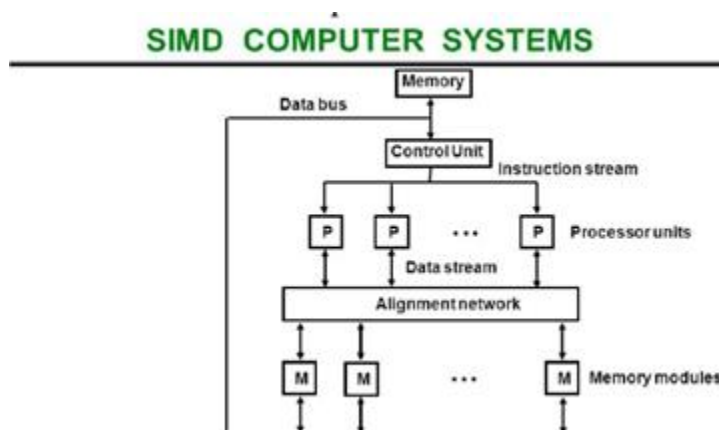 SIMD COMPUTER SYSTEMS
Memory
Data bus
Control Unit
Instruction stream
P P ••• P Processor units
Data stream
Alignment network
M M ••• M Memory modules